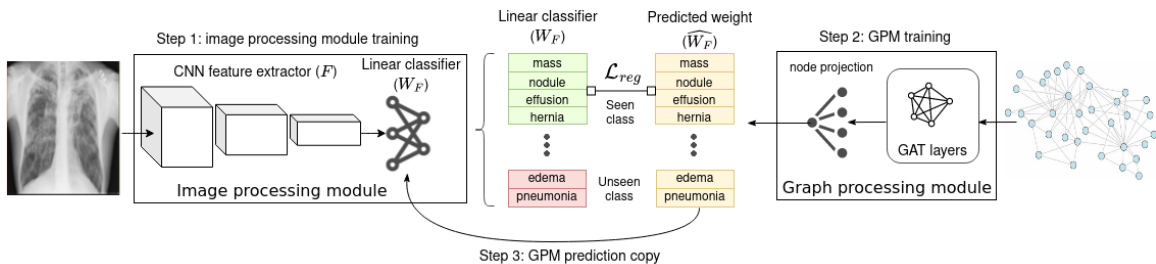 Step 1: image processing module training
CNN feature extractor (F)
Linear classifier
(W_F)
Image processing module
Linear classifier
(W_F)
mass
nodule
effusion
hernia
edema
pneumonia
ℒ_reg
Seen
class
Unseen
class
Predicted weight
(\widehat{W_F})
mass
nodule
effusion
hernia
edema
pneumonia
Step 2: GPM training
node projection
GAT layers
Graph processing module
Step 3: GPM prediction copy